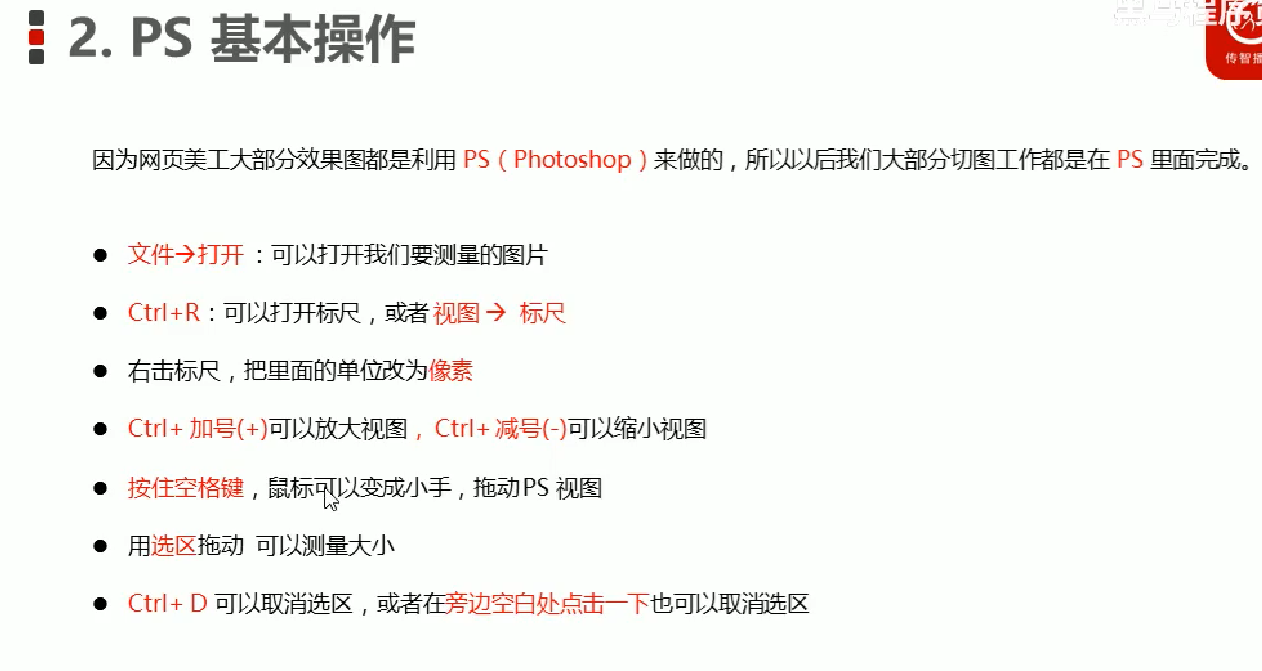 2. PS 基本操作
黑马程序
传智播
因为网页美工大部分效果图都是利用 PS（Photoshop）来做的，所以以后我们大部分切图工作都是在 PS 里面完成。
● 文件→打开 ：可以打开我们要测量的图片
● Ctrl+R：可以打开标尺，或者 视图→ 标尺
● 右击标尺，把里面的单位改为像素
● Ctrl+ 加号(+)可以放大视图， Ctrl+ 减号(-)可以缩小视图
● 按住空格键，鼠标可以变成小手，拖动PS 视图
● 用选区拖动 可以测量大小
● Ctrl+ D 可以取消选区，或者在旁边空白处点击一下也可以取消选区